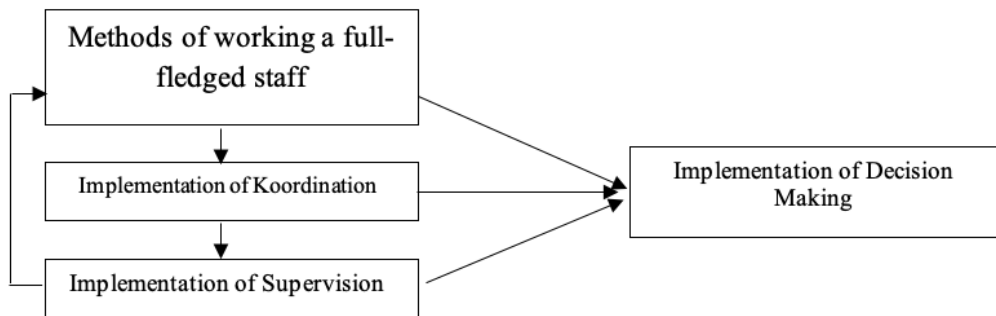 Methods of working a full-
fledged staff
Implementation of Koordination
Implementation of Supervision
Implementation of Decision
Making